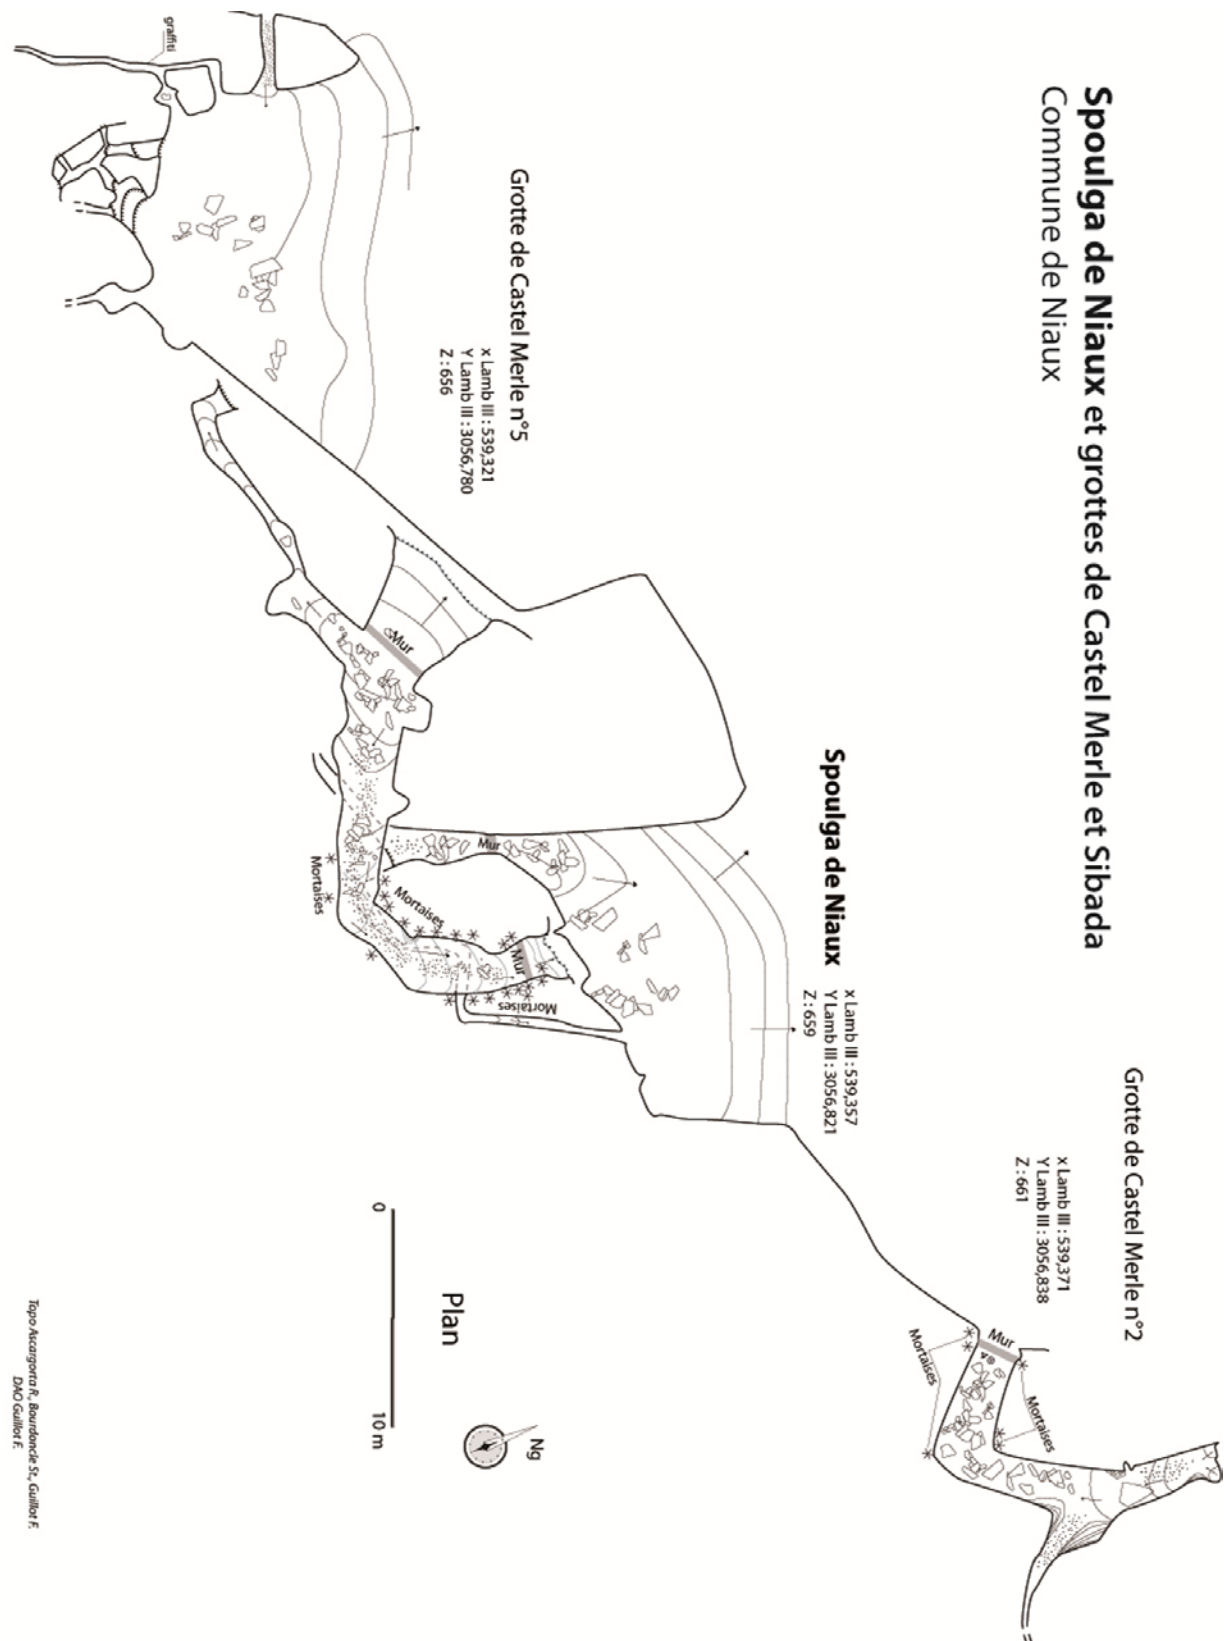 Spoulga de Niaux et grottes de Castel Merle et Sibada
Commune de Niaux
Grotte de Castel Merle n°2
x Lamb III : 539,371
Y Lamb III : 3056,838
Z : 661
Mur
Mortaises
Mortaises
Spoulga de Niaux
x Lamb III : 539,357
Y Lamb III : 3056,821
Z : 659
Mur
Mur
Mortaises
Mortaises
Mortaises
Mur
Grotte de Castel Merle n°5
x Lamb III : 539,321
Y Lamb III : 3056,780
Z : 656
graffiti
Ng
Plan
0
10 m
Topo Ascargorta R., Bourdoncle St., Guillot F.
DAO Guillot F.